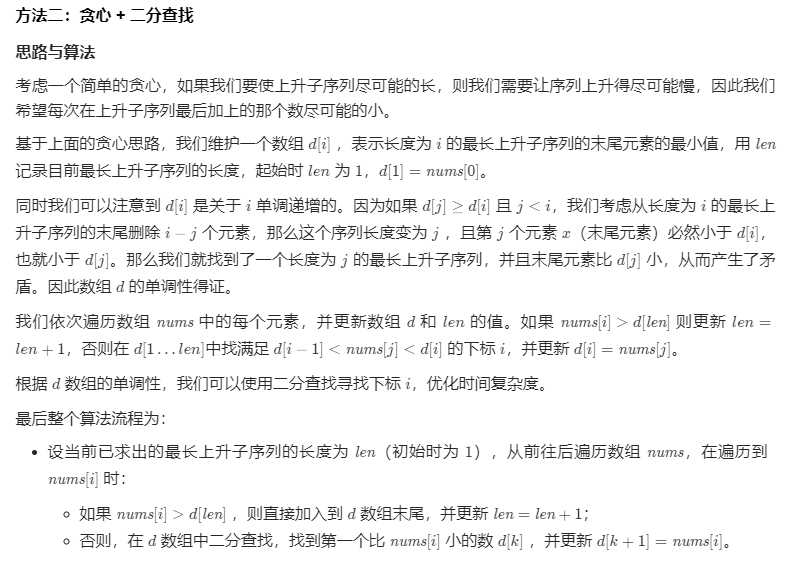 方法二：贪心 + 二分查找
思路与算法
考虑一个简单的贪心，如果我们要使上升子序列尽可能的长，则我们需要让序列上升得尽可能慢，因此我们
希望每次在上升子序列最后加上的那个数尽可能的小。
基于上面的贪心思路，我们维护一个数组 d[i] ，表示长度为 i 的最长上升子序列的末尾元素的最小值，用 len
记录目前最长上升子序列的长度，起始时 len 为 1，d[1] = nums[0]。
同时我们可以注意到 d[i] 是关于 i 单调递增的。因为如果 d[j] ≥ d[i] 且 j < i，我们考虑从长度为 i 的最长上
升子序列的末尾删除 i − j 个元素，那么这个序列长度变为 j ，且第 j 个元素 x（末尾元素）必然小于 d[i]，
也就小于 d[j]。那么我们就找到了一个长度为 j 的最长上升子序列，并且末尾元素比 d[j] 小，从而产生了矛
盾。因此数组 d 的单调性得证。
我们依次遍历数组 nums 中的每个元素，并更新数组 d 和 len 的值。如果 nums[i] > d[len] 则更新 len =
len + 1，否则在 d[1…len]中找满足 d[i − 1] < nums[j] < d[i] 的下标 i，并更新 d[i] = nums[j]。
根据 d 数组的单调性，我们可以使用二分查找寻找下标 i，优化时间复杂度。
最后整个算法流程为：
• 设当前已求出的最长上升子序列的长度为 len（初始时为 1），从前往后遍历数组 nums，在遍历到
nums[i] 时：
○ 如果 nums[i] > d[len] ，则直接加入到 d 数组末尾，并更新 len = len + 1；
○ 否则，在 d 数组中二分查找，找到第一个比 nums[i] 小的数 d[k] ，并更新 d[k + 1] = nums[i]。